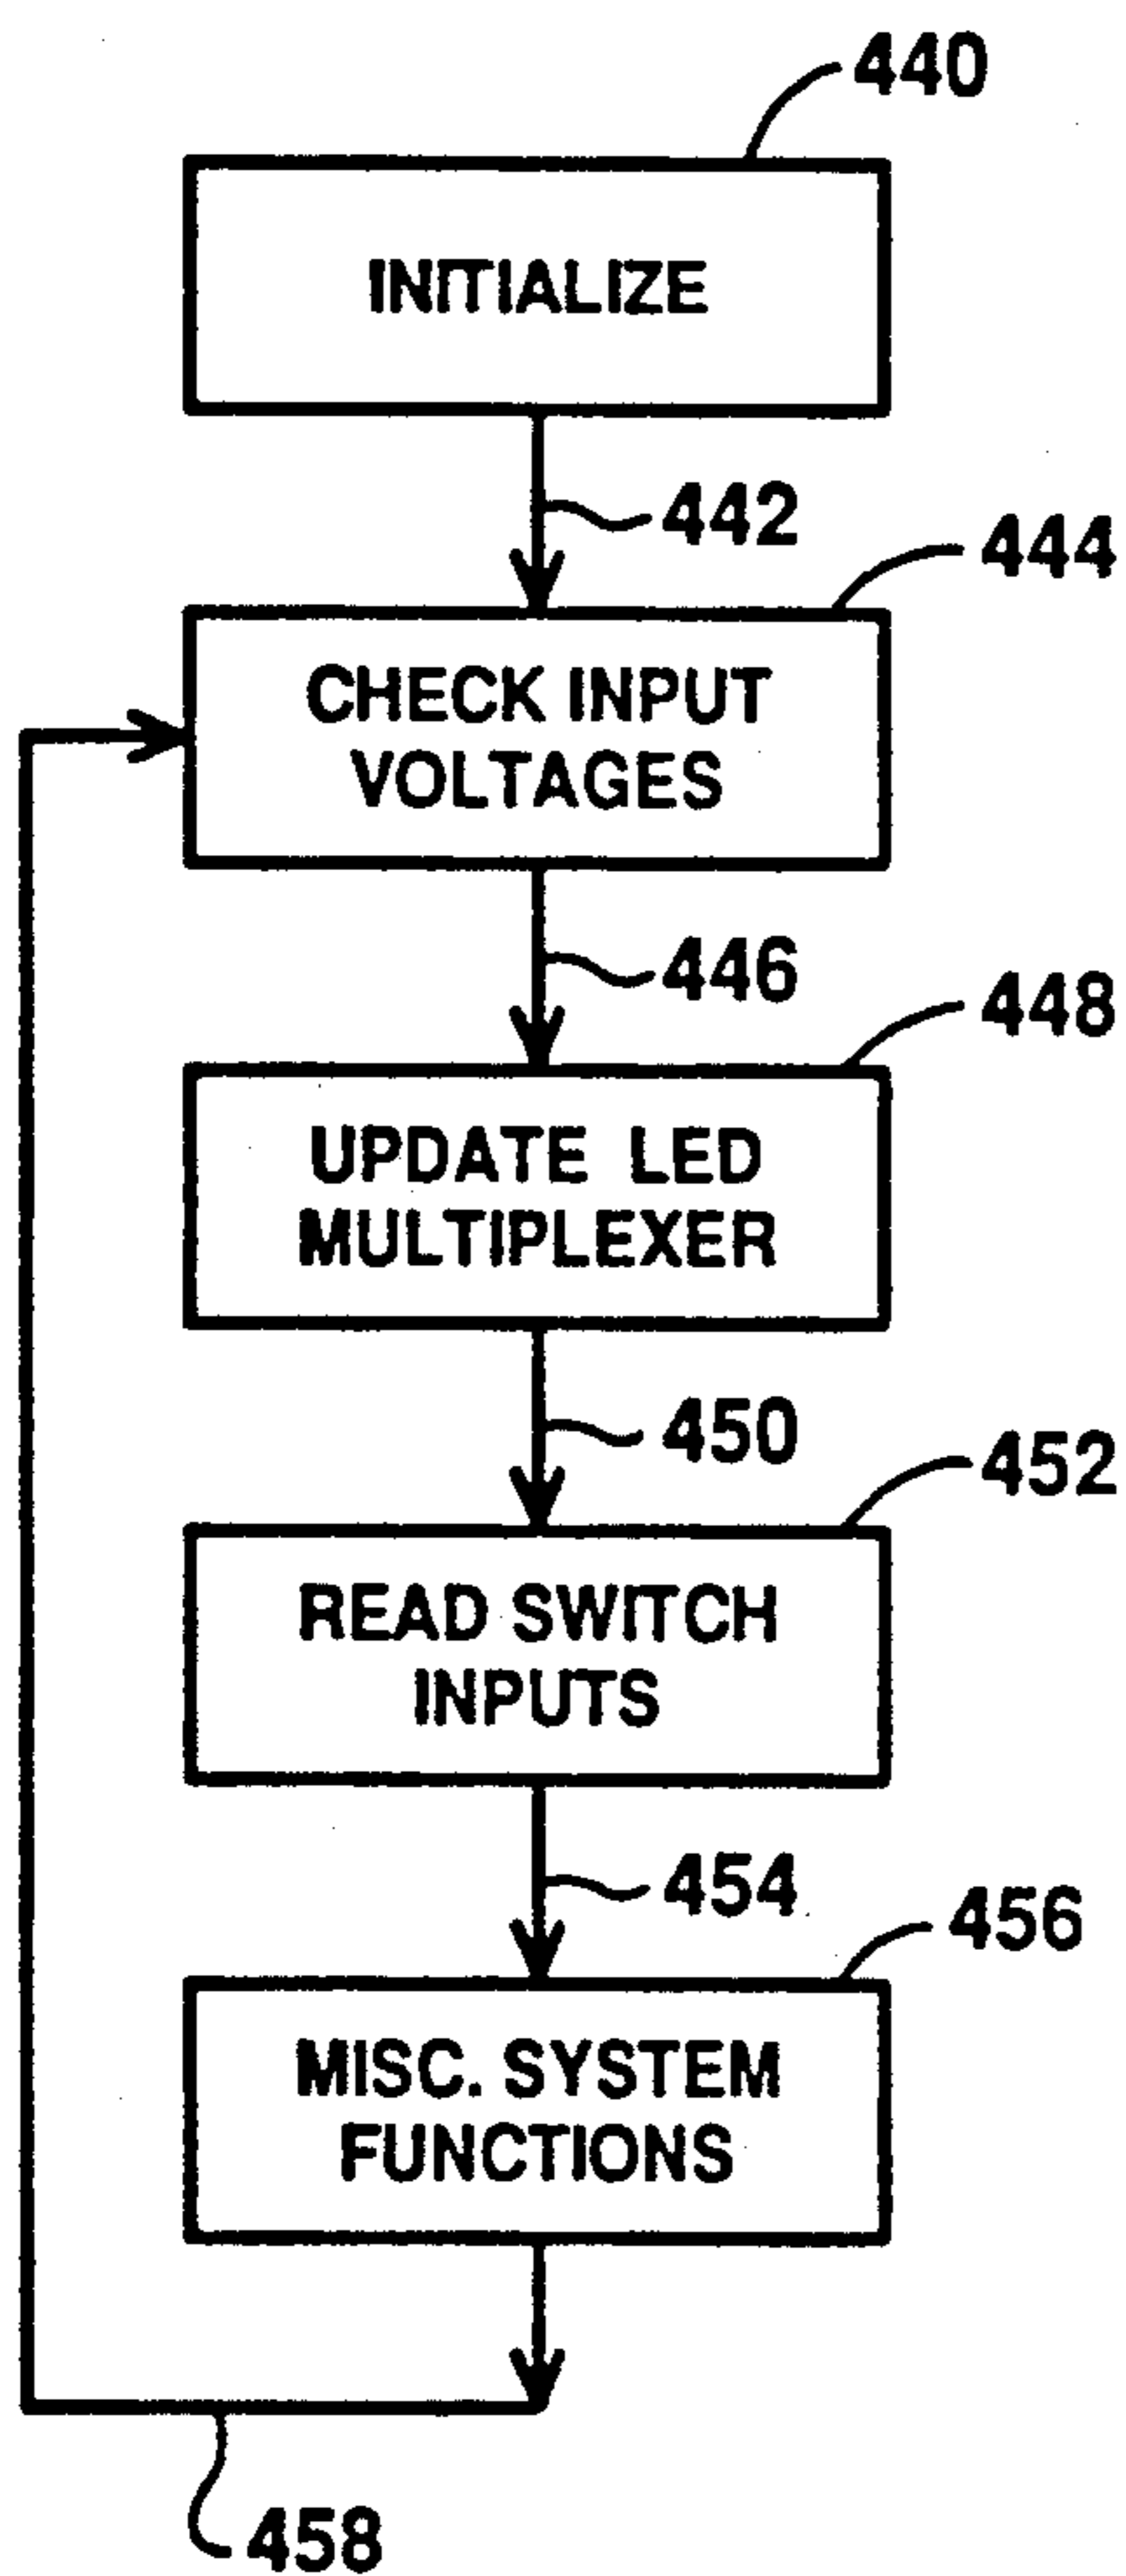 440
INITIALIZE
442
444
CHECK INPUT
VOLTAGES
446
448
UPDATE LED
MULTIPLEXER
450
452
READ SWITCH
INPUTS
454
456
MISC. SYSTEM
FUNCTIONS
458